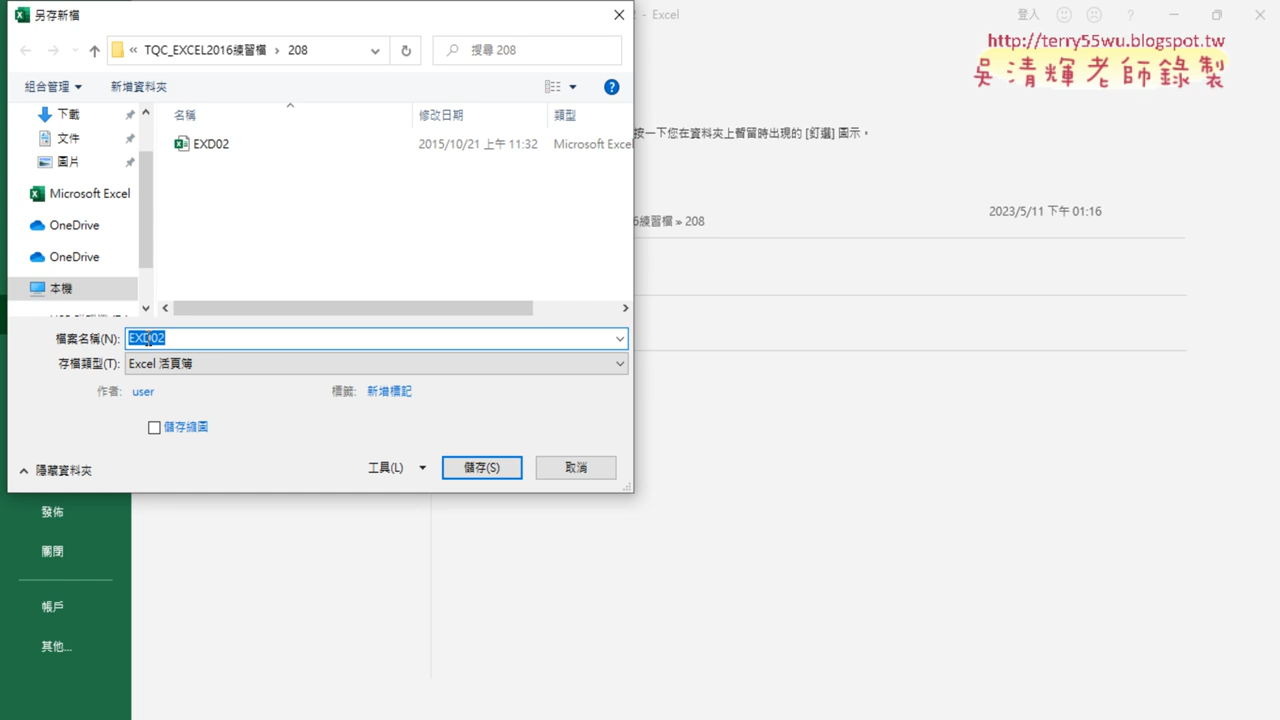 另存新檔
- Excel
登入
http://terry55wu.blogspot.tw
吳清輝老師錄製
« TQC_EXCEL2016練習檔 › 208
搜尋 208
組合管理
新增資料夾
名稱
修改日期
類型
下載
文件
圖片
Microsoft Excel
OneDrive
OneDrive
本機
EXD02
2015/10/21 上午 11:32
Microsoft Excel
按一下您在資料夾上暫留時出現的 [釘選] 圖示。
6練習檔 » 208
2023/5/11 下午 01:16
檔案名稱(N):
EXD02
存檔類型(T):
Excel 活頁簿
作者:
user
標籤:
新增標記
儲存縮圖
隱藏資料夾
工具(L)
儲存(S)
取消
發佈
關閉
帳戶
其他...